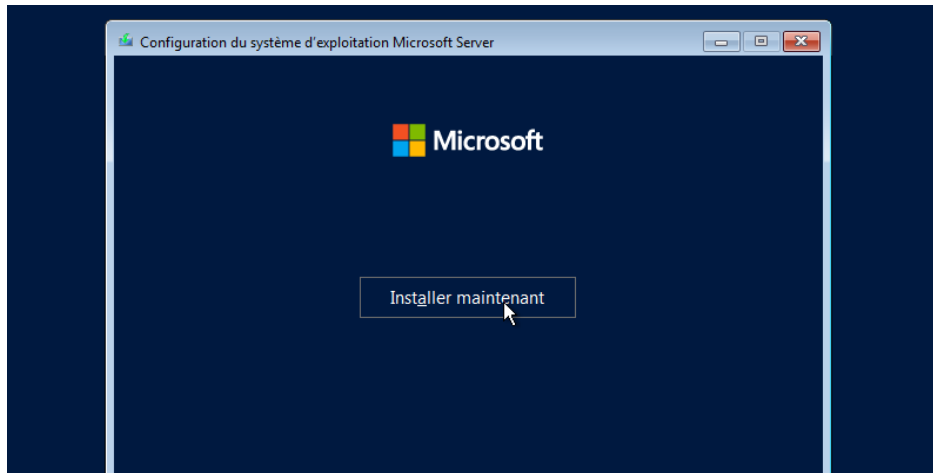 Configuration du système d'exploitation Microsoft Server
Microsoft
Installer maintenant